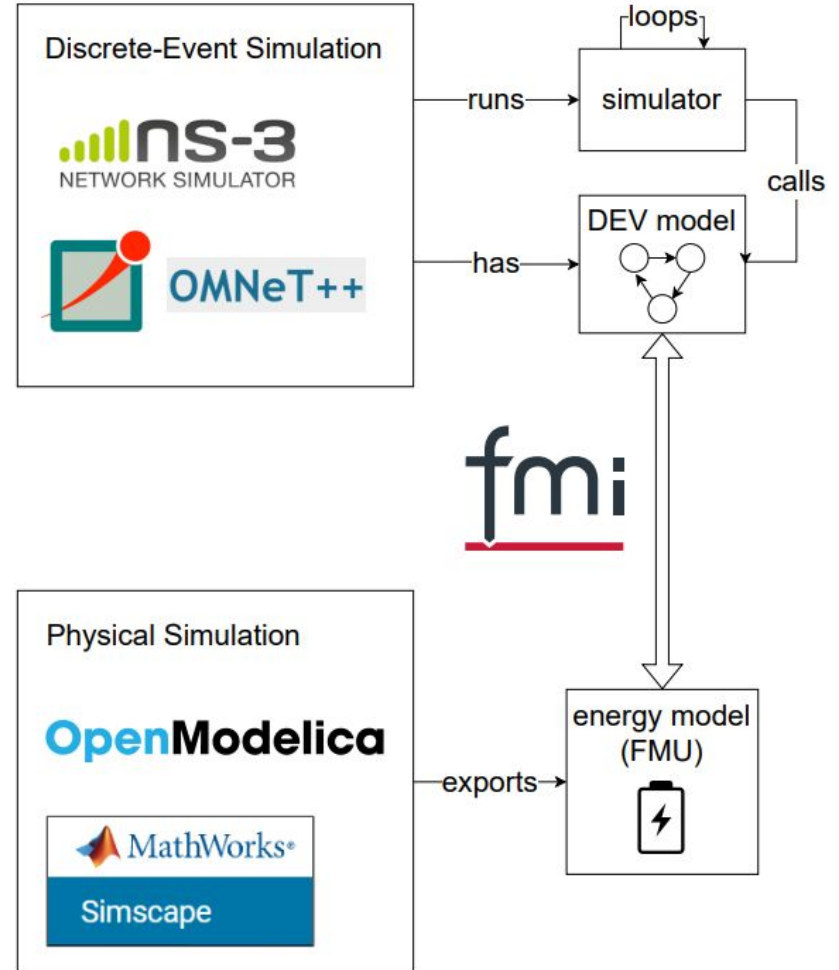 loops
Discrete-Event Simulation
runs
simulator
ns-3
NETWORK SIMULATOR
calls
DEV model
has
OMNeT++
fmi
Physical Simulation
energy model
(FMU)
OpenModelica
exports
MathWorks®
Simscape